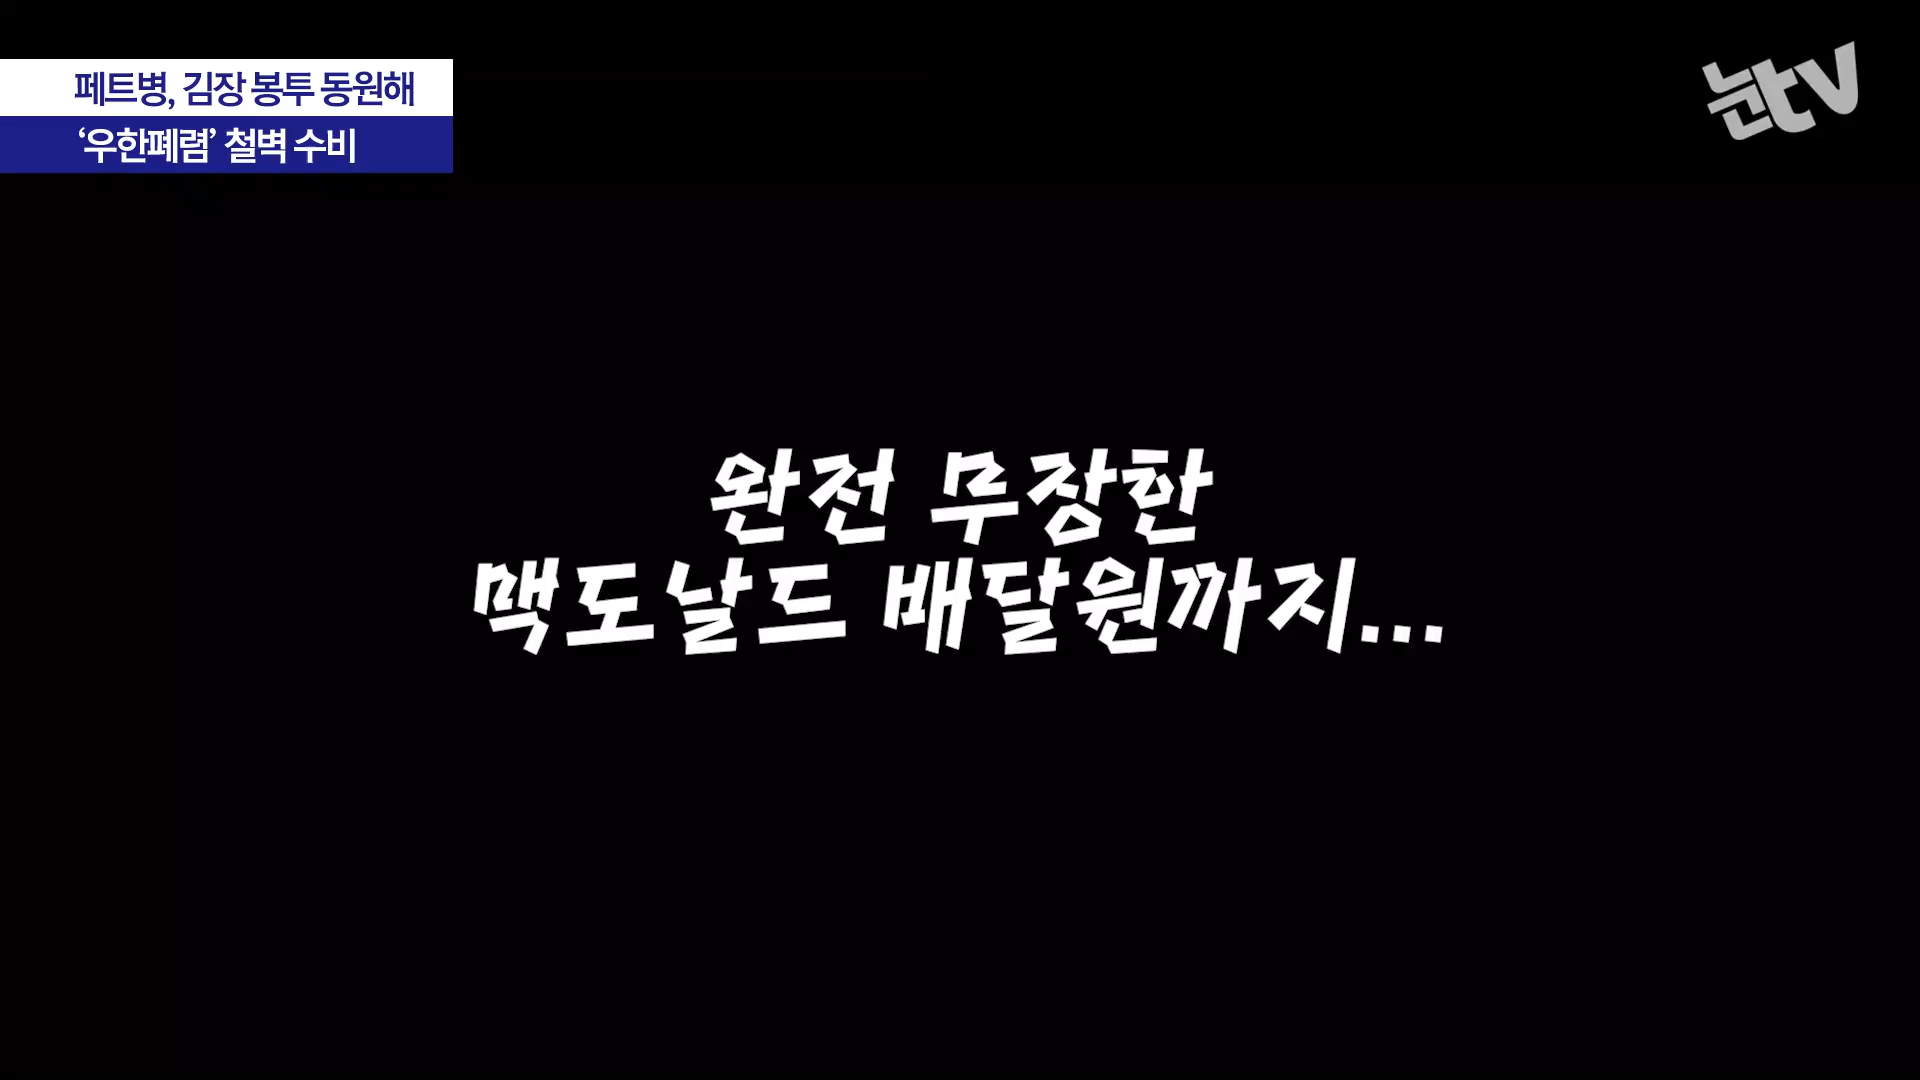 페트병, 김장 봉투 동원해
‘우한폐렴’ 철벽 수비
눈tv
완전 무장한
맥도날드 배달원까지...